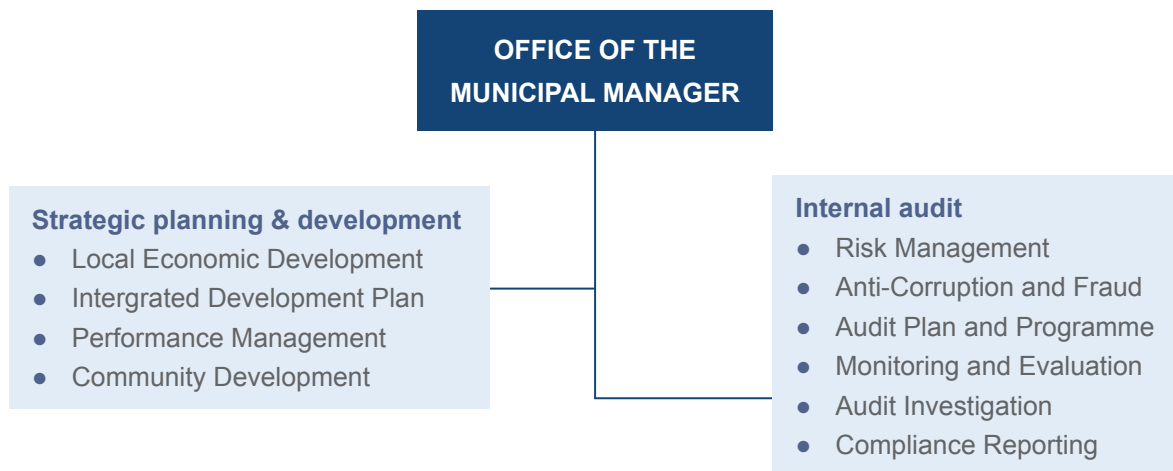 OFFICE OF THE
MUNICIPAL MANAGER
Strategic planning & development
● Local Economic Development
● Intergrated Development Plan
● Performance Management
● Community Development
Internal audit
● Risk Management
● Anti-Corruption and Fraud
● Audit Plan and Programme
● Monitoring and Evaluation
● Audit Investigation
● Compliance Reporting